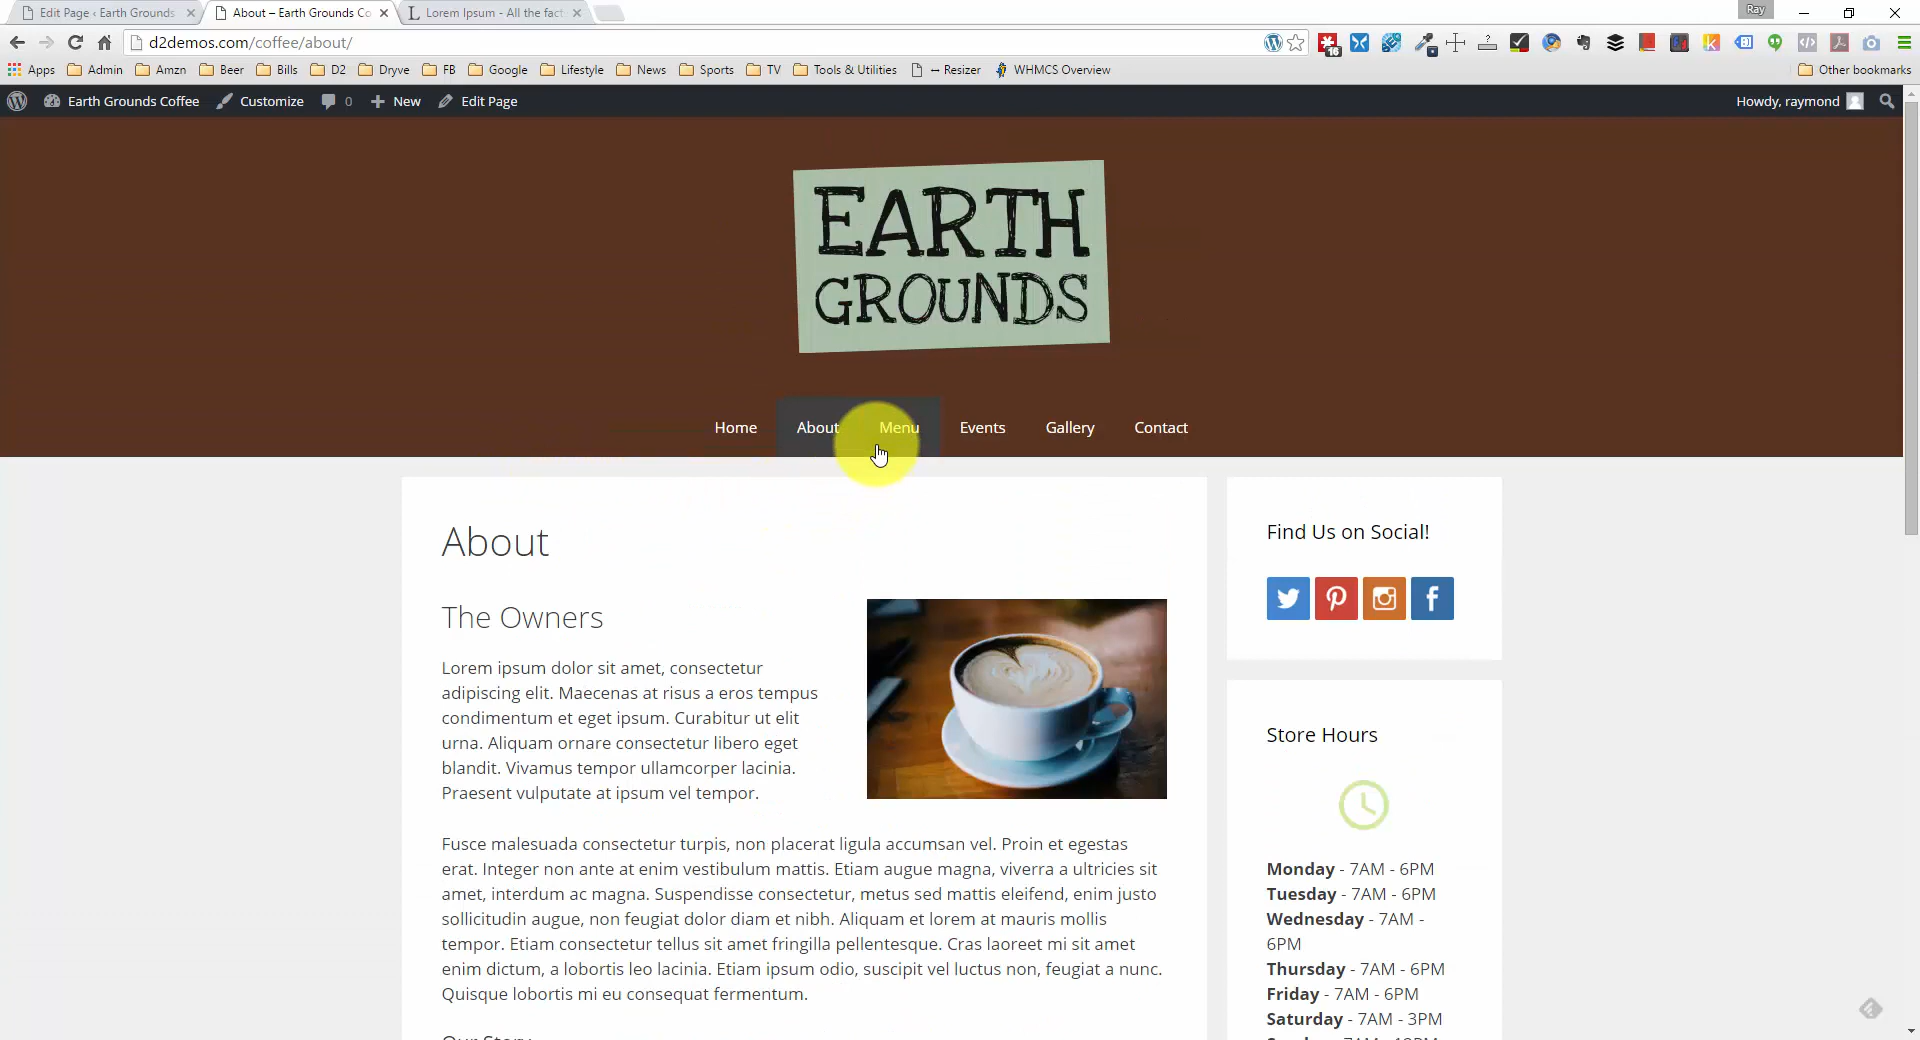 Edit Page ‹ Earth Grounds
About – Earth Grounds Co
Lorem Ipsum - All the fact
Ray
d2demos.com/coffee/about/
16
Apps Admin Amzn Beer Bills D2 Dryve FB Google Lifestyle News Sports TV Tools & Utilities ↔ Resizer WHMCS Overview Other bookmarks
Earth Grounds Coffee Customize 0 New Edit Page Howdy, raymond
EARTH
GROUNDS
Home About Menu Events Gallery Contact
About
The Owners
Lorem ipsum dolor sit amet, consectetur
adipiscing elit. Maecenas at risus a eros tempus
condimentum et eget ipsum. Curabitur ut elit
urna. Aliquam ornare consectetur libero eget
blandit. Vivamus tempor ullamcorper lacinia.
Praesent vulputate at ipsum vel tempor.
Fusce malesuada consectetur turpis, non placerat ligula accumsan vel. Proin et egestas
erat. Integer non ante at enim vestibulum mattis. Etiam augue magna, viverra a ultricies sit
amet, interdum ac magna. Suspendisse consectetur, metus sed mattis eleifend, enim justo
sollicitudin augue, non feugiat dolor diam et nibh. Aliquam et lorem at mauris mollis
tempor. Etiam consectetur tellus sit amet fringilla pellentesque. Cras laoreet mi sit amet
enim dictum, a lobortis leo lacinia. Etiam ipsum odio, suscipit vel luctus non, feugiat a nunc.
Quisque lobortis mi eu consequat fermentum.
Our Story
Find Us on Social!
Store Hours
Monday - 7AM - 6PM
Tuesday - 7AM - 6PM
Wednesday - 7AM -
6PM
Thursday - 7AM - 6PM
Friday - 7AM - 6PM
Saturday - 7AM - 3PM